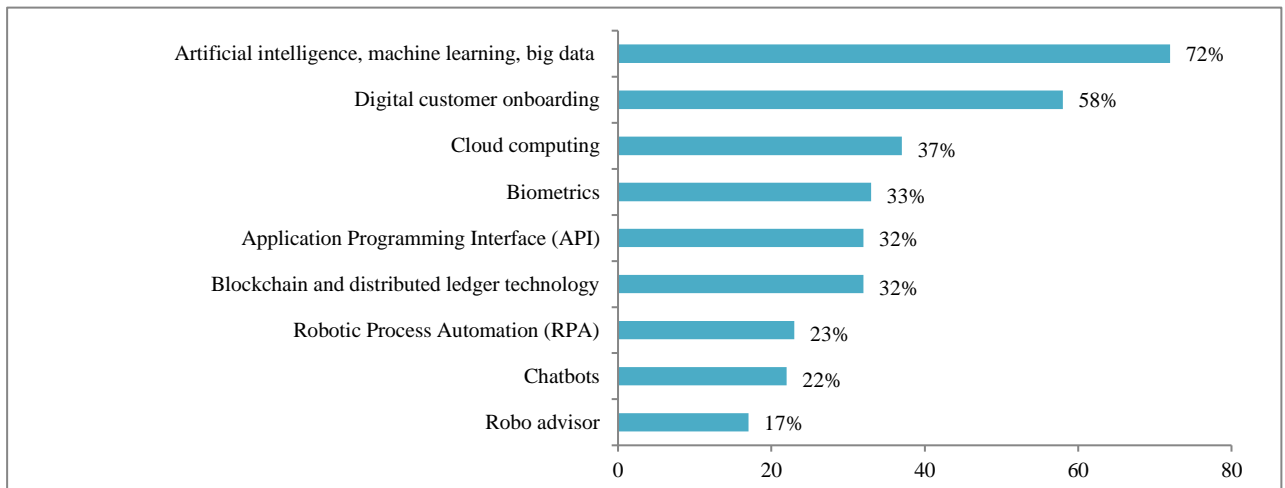 Artificial intelligence, machine learning, big data 72%
Digital customer onboarding 58%
Cloud computing 37%
Biometrics 33%
Application Programming Interface (API) 32%
Blockchain and distributed ledger technology 32%
Robotic Process Automation (RPA) 23%
Chatbots 22%
Robo advisor 17%
0 20 40 60 80